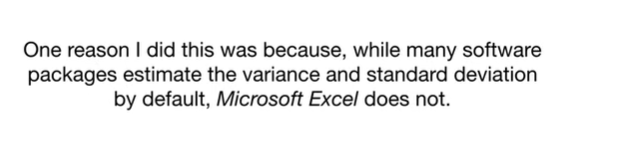 One reason I did this was because, while many software
packages estimate the variance and standard deviation
by default, Microsoft Excel does not.